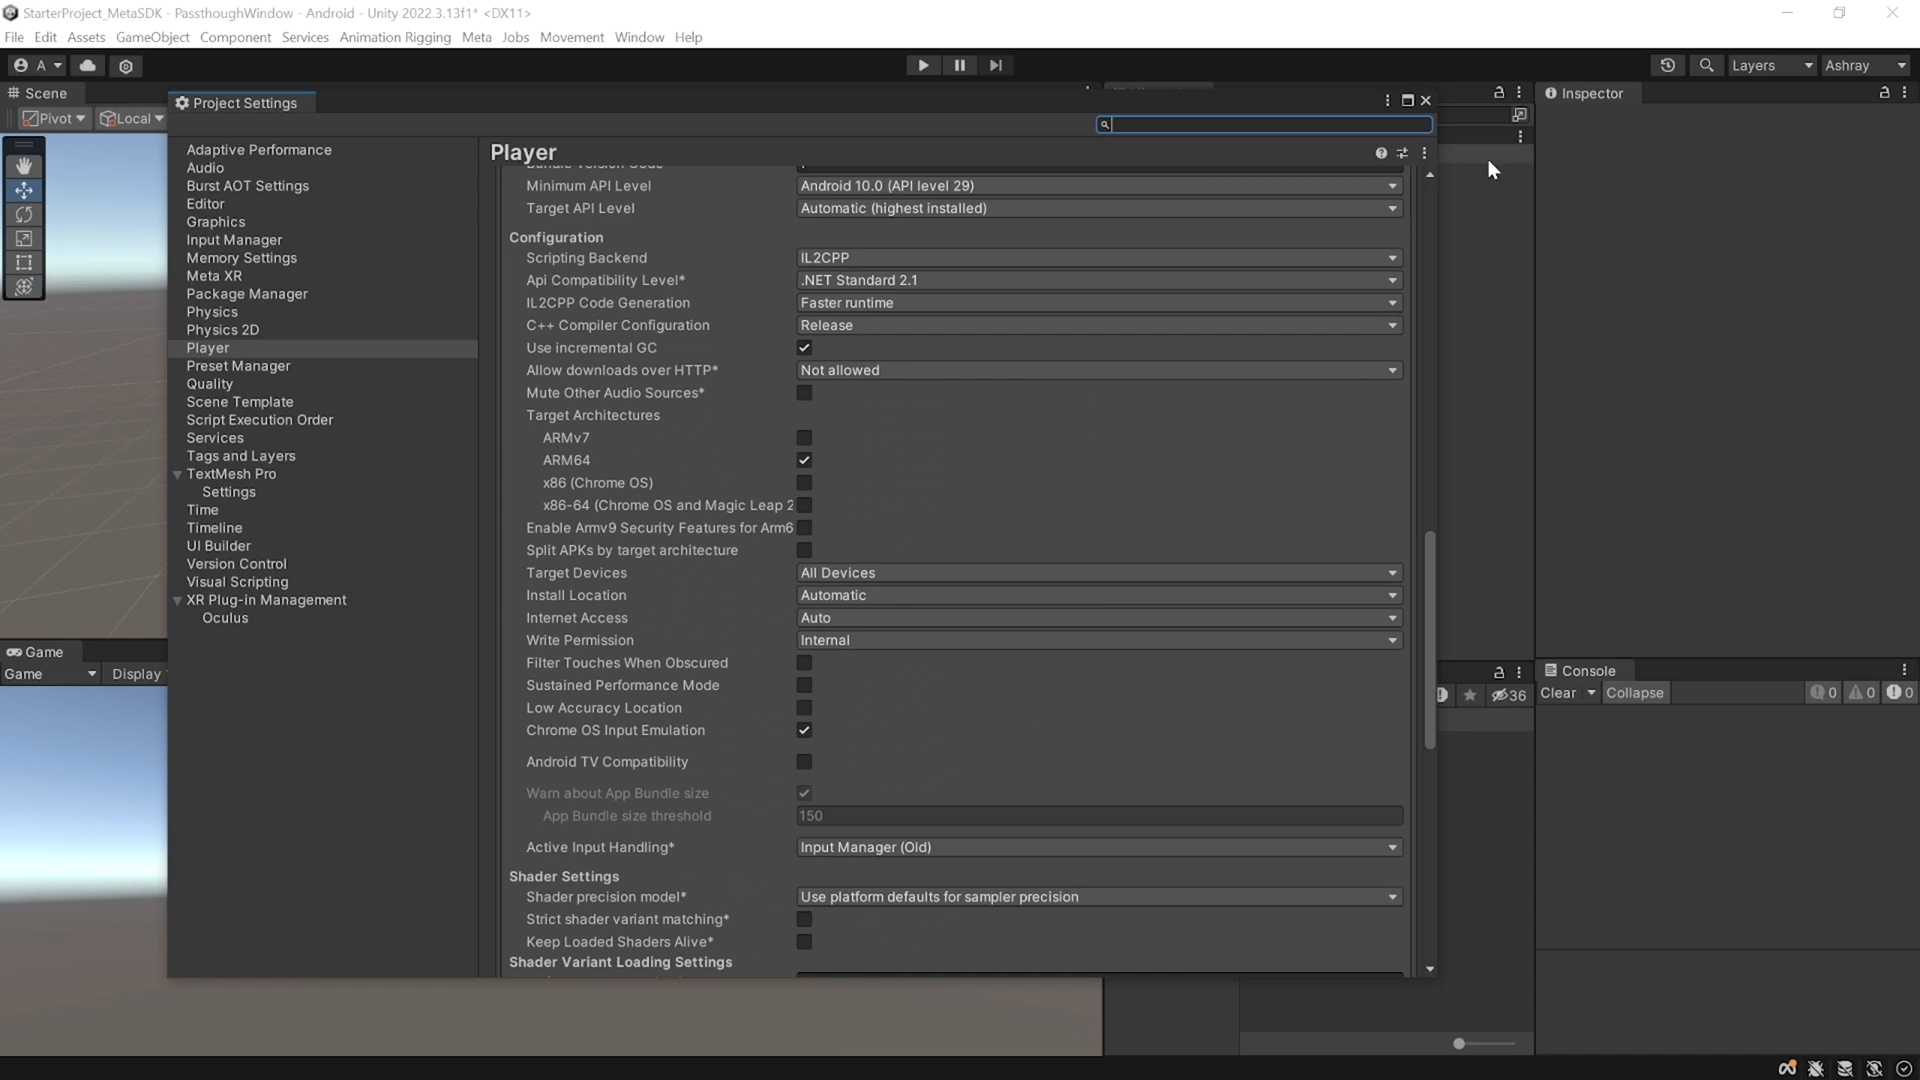 StarterProject_MetaSDK - PassthoughWindow - Android - Unity 2022.3.13f1* <DX11>
File Edit Assets GameObject Component Services Animation Rigging Meta Jobs Movement Window Help
A Layers Ashray
Scene Project Settings Inspector
Pivot Local
Adaptive Performance
Audio
Burst AOT Settings
Editor
Graphics
Input Manager
Memory Settings
Meta XR
Package Manager
Physics
Physics 2D
Player
Preset Manager
Quality
Scene Template
Script Execution Order
Services
Tags and Layers
TextMesh Pro
Settings
Time
Timeline
UI Builder
Version Control
Visual Scripting
XR Plug-in Management
Oculus
Player
Minimum API Level Android 10.0 (API level 29)
Target API Level Automatic (highest installed)
Configuration
Scripting Backend IL2CPP
Api Compatibility Level* .NET Standard 2.1
IL2CPP Code Generation Faster runtime
C++ Compiler Configuration Release
Use incremental GC
Allow downloads over HTTP* Not allowed
Mute Other Audio Sources*
Target Architectures
ARMv7
ARM64
x86 (Chrome OS)
x86-64 (Chrome OS and Magic Leap 2
Enable Armv9 Security Features for Arm6
Split APKs by target architecture
Target Devices All Devices
Install Location Automatic
Internet Access Auto
Write Permission Internal
Filter Touches When Obscured
Sustained Performance Mode
Low Accuracy Location
Chrome OS Input Emulation
Android TV Compatibility
Warn about App Bundle size
App Bundle size threshold 150
Active Input Handling* Input Manager (Old)
Shader Settings
Shader precision model* Use platform defaults for sampler precision
Strict shader variant matching*
Keep Loaded Shaders Alive*
Shader Variant Loading Settings
Game
Game Display
36
Console
Clear Collapse 0 0 0